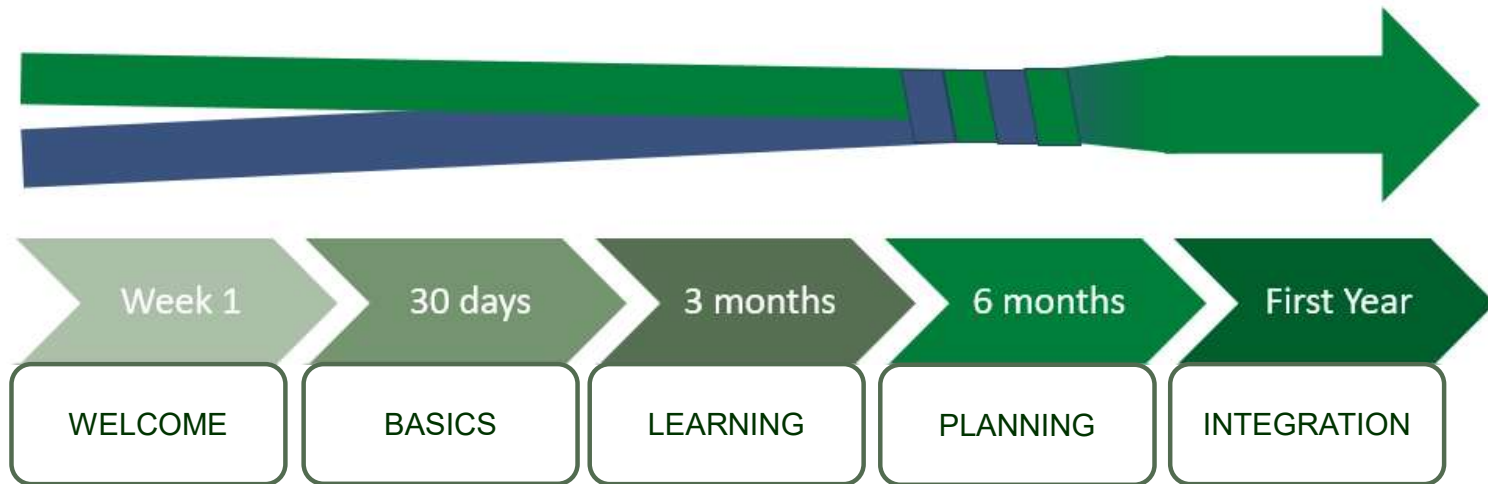 Week 1
30 days
3 months
6 months
First Year
WELCOME
BASICS
LEARNING
PLANNING
INTEGRATION